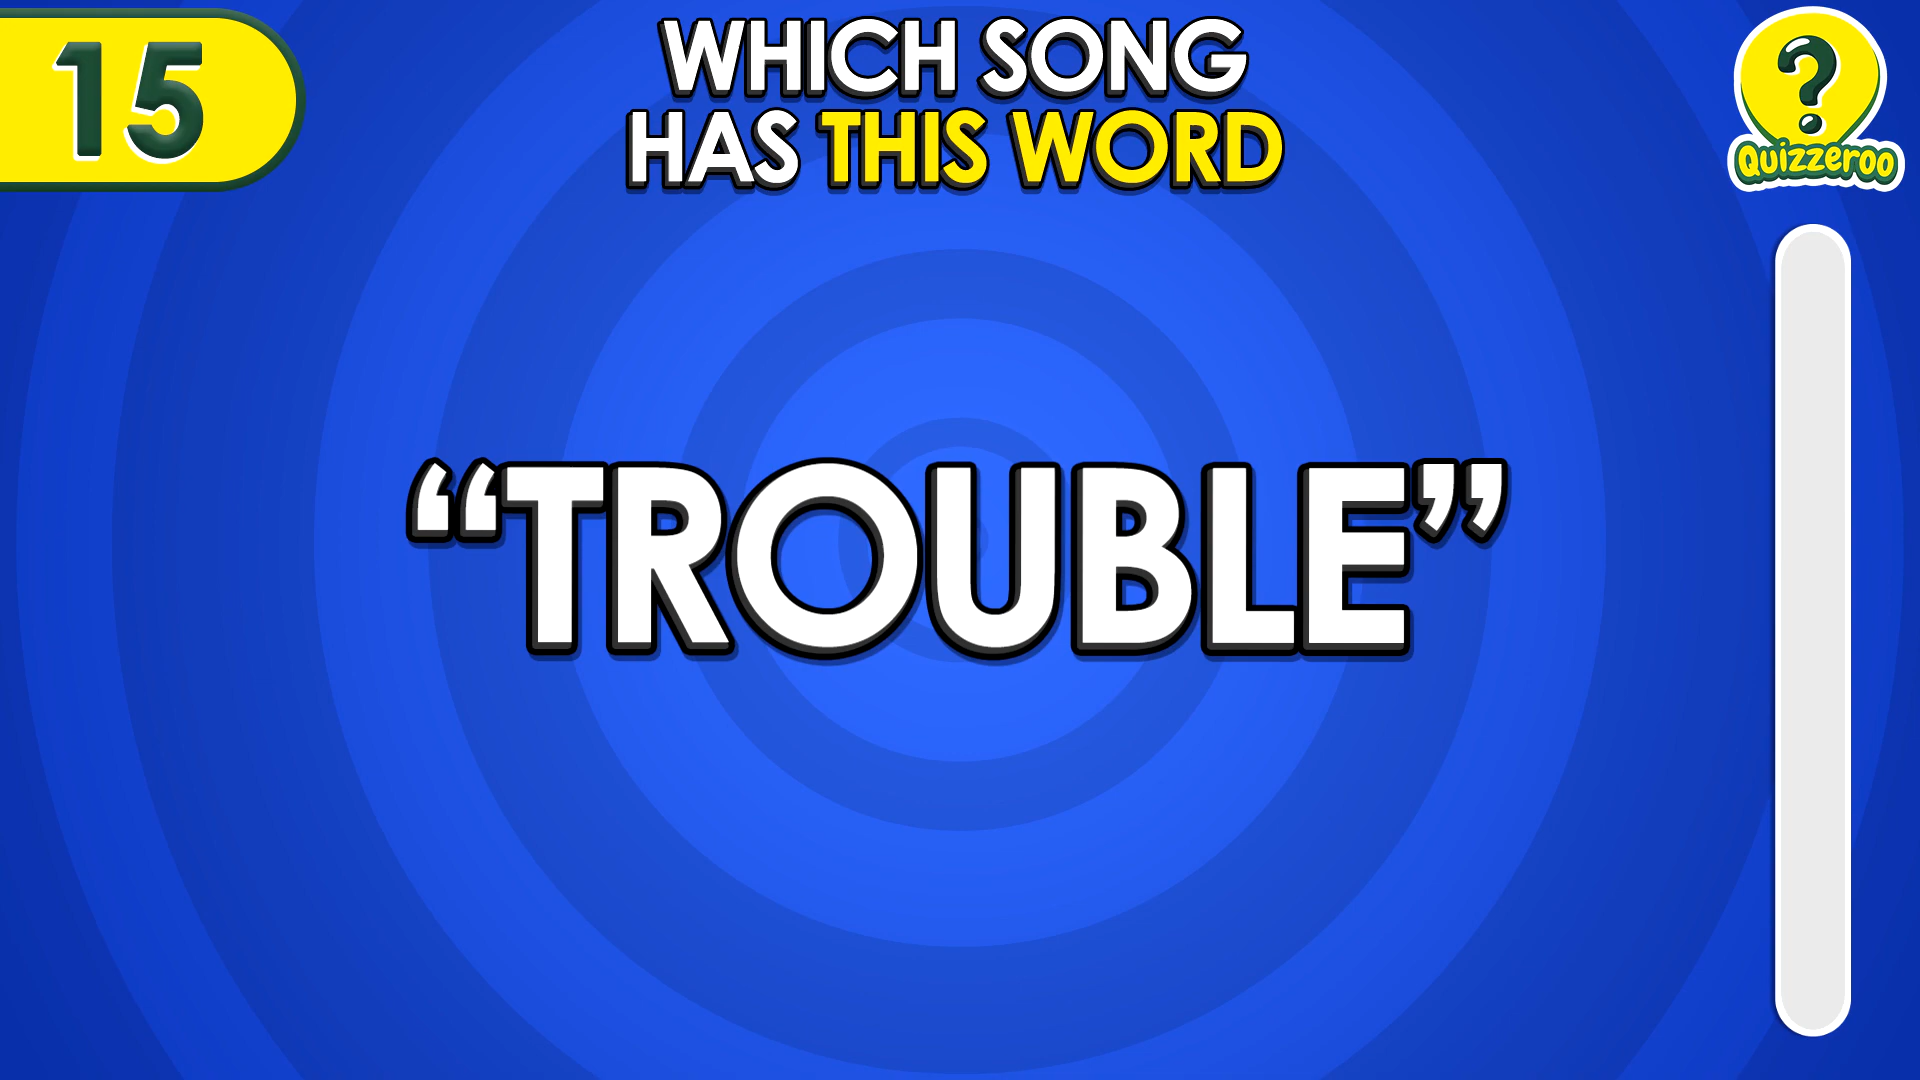 15
WHICH SONG
HAS THIS WORD
?
Quizzeroo
“TROUBLE”